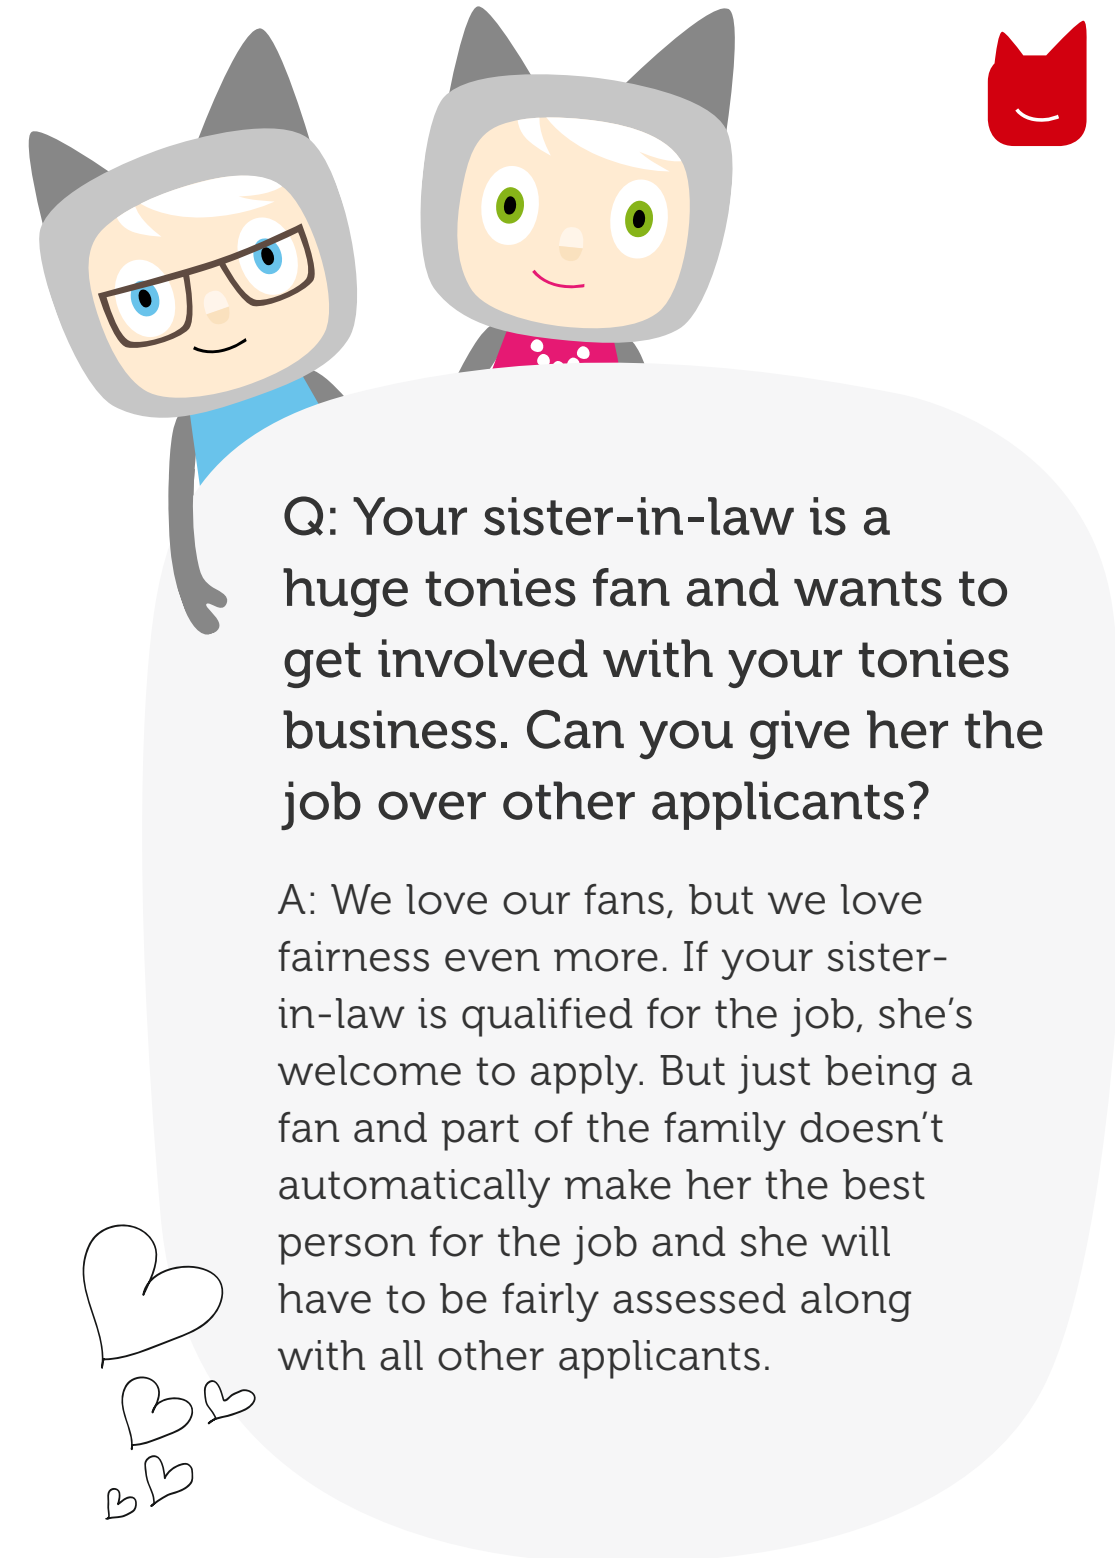 Q: Your sister-in-law is a
huge tonies fan and wants to
get involved with your tonies
business. Can you give her the
job over other applicants?
A: We love our fans, but we love
fairness even more. If your sister-
in-law is qualified for the job, she’s
welcome to apply. But just being a
fan and part of the family doesn’t
automatically make her the best
person for the job and she will
have to be fairly assessed along
with all other applicants.